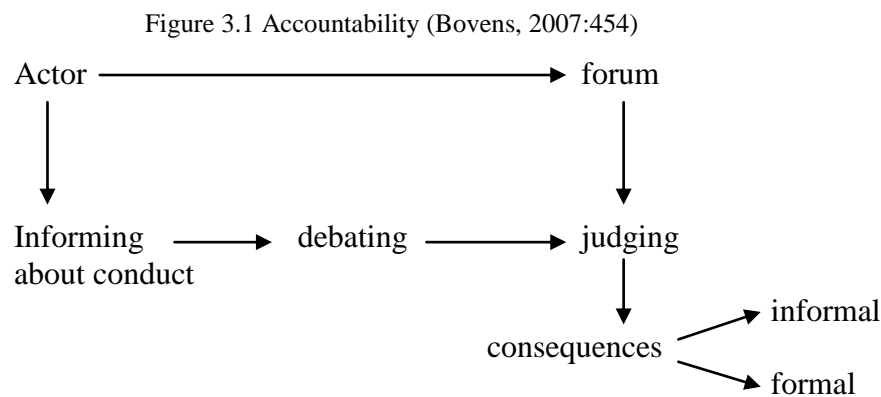 Figure 3.1 Accountability (Bovens, 2007:454)
Actor forum
Informing debating judging
about conduct
informal
consequences
formal